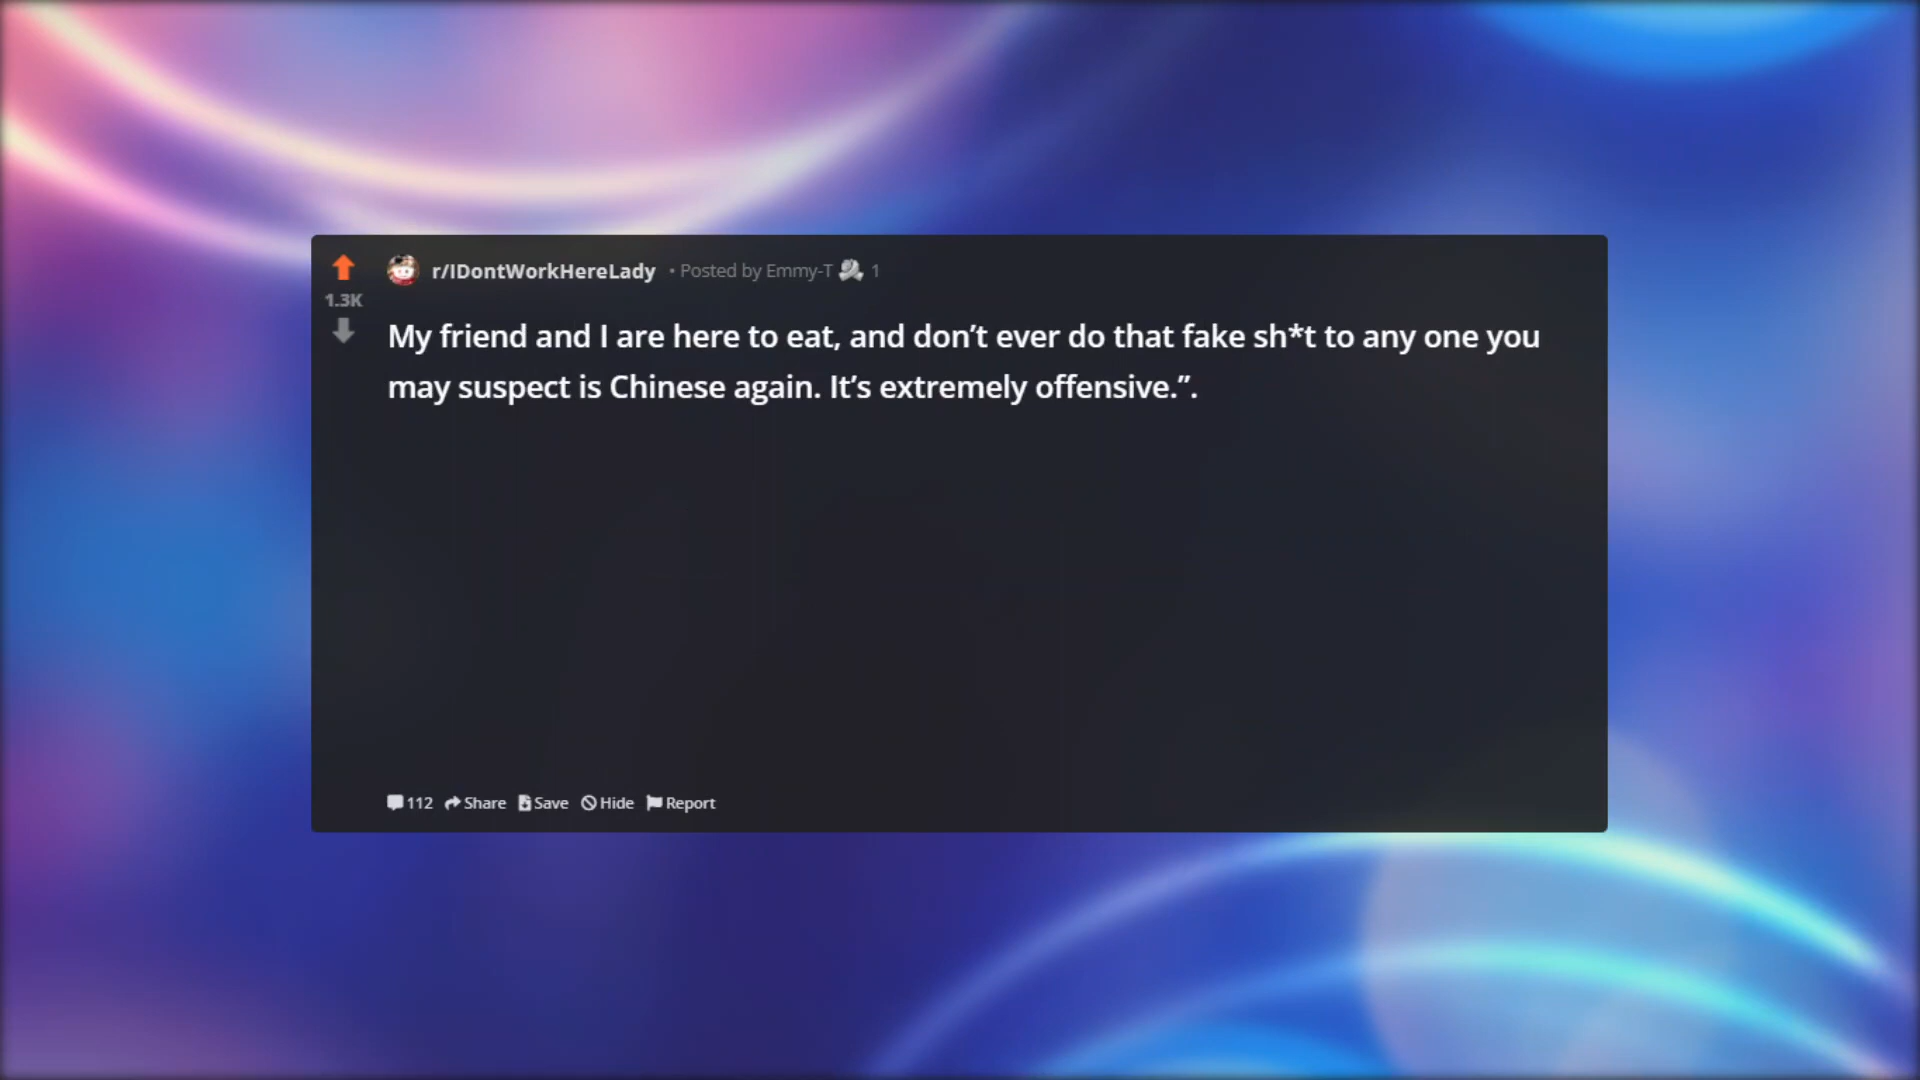 r/IDontWorkHereLady • Posted by Emmy-T 1
1.3K
My friend and I are here to eat, and don’t ever do that fake sh*t to any one you
may suspect is Chinese again. It’s extremely offensive.”.
112 Share Save Hide Report